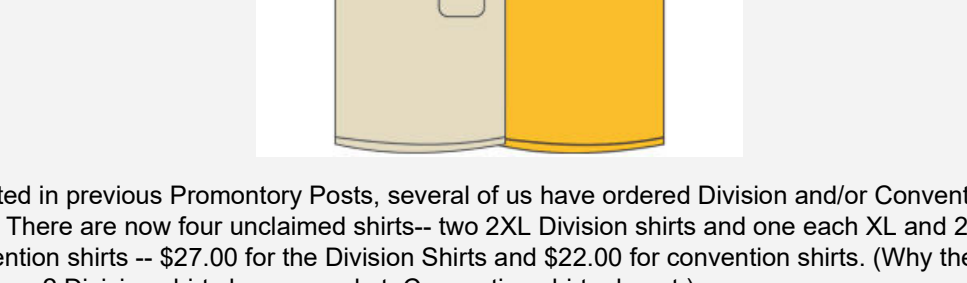 ted in previous Promontory Posts, several of us have ordered Division and/or Convent
There are now four unclaimed shirts-- two 2XL Division shirts and one each XL and 2
ention shirts -- $27.00 for the Division Shirts and $22.00 for convention shirts. (Why the